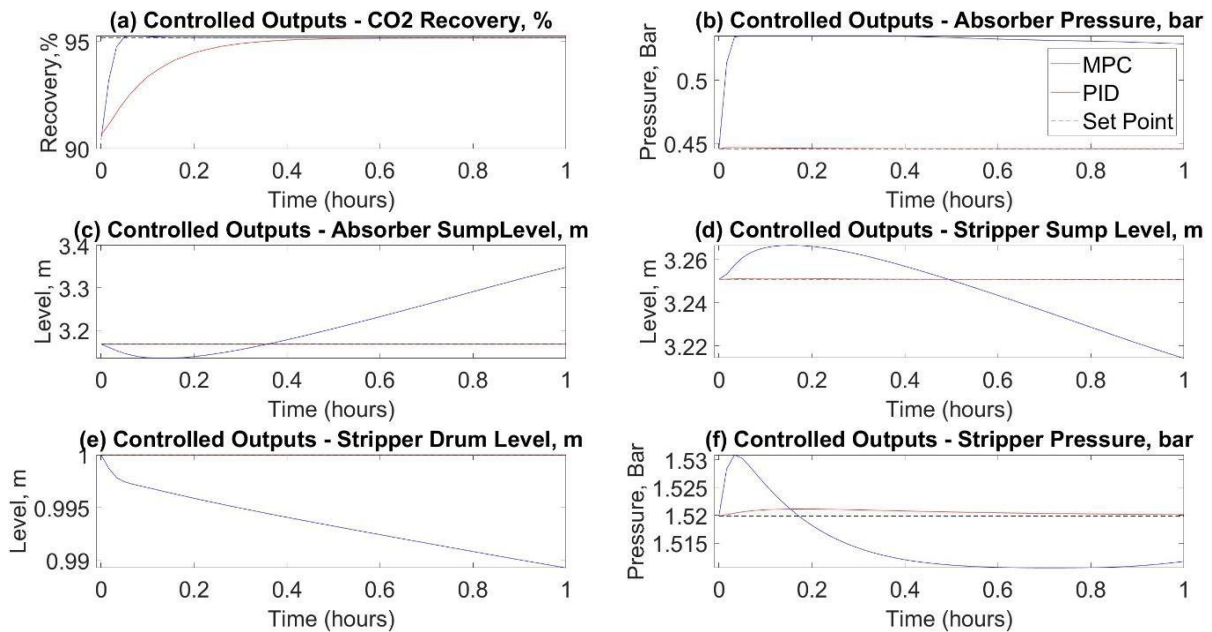 (a) Controlled Outputs - CO2 Recovery, %
Recovery,%
95
90
0 0.2 0.4 0.6 0.8 1
Time (hours)
(b) Controlled Outputs - Absorber Pressure, bar
Pressure, Bar
0.5
0.45
MPC
PID
Set Point
0 0.2 0.4 0.6 0.8 1
Time (hours)
(c) Controlled Outputs - Absorber SumpLevel, m
Level, m
3.4
3.3
3.2
0 0.2 0.4 0.6 0.8 1
Time (hours)
(d) Controlled Outputs - Stripper Sump Level, m
Level, m
3.26
3.24
3.22
0 0.2 0.4 0.6 0.8 1
Time (hours)
(e) Controlled Outputs - Stripper Drum Level, m
Level, m
1
0.995
0.99
0 0.2 0.4 0.6 0.8 1
Time (hours)
(f) Controlled Outputs - Stripper Pressure, bar
Pressure, Bar
1.53
1.525
1.52
1.515
0 0.2 0.4 0.6 0.8 1
Time (hours)